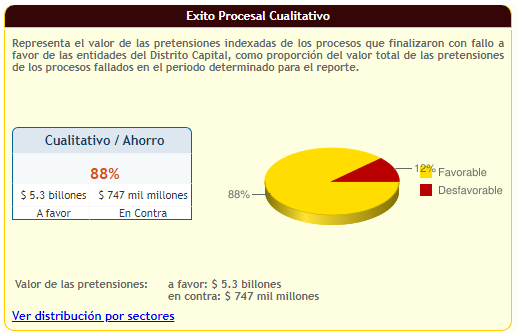 Exito Procesal Cualitativo
Representa el valor de las pretensiones indexadas de los procesos que finalizaron con fallo a
favor de las entidades del Distrito Capital, como proporción del valor total de las pretensiones
de los procesos fallados en el periodo determinado para el reporte.
Cualitativo / Ahorro
88%
$ 5.3 billones $ 747 mil millones
A favor En Contra
88%
12%
Favorable
Desfavorable
Valor de las pretensiones: a favor: $ 5.3 billones
en contra: $ 747 mil millones
Ver distribución por sectores